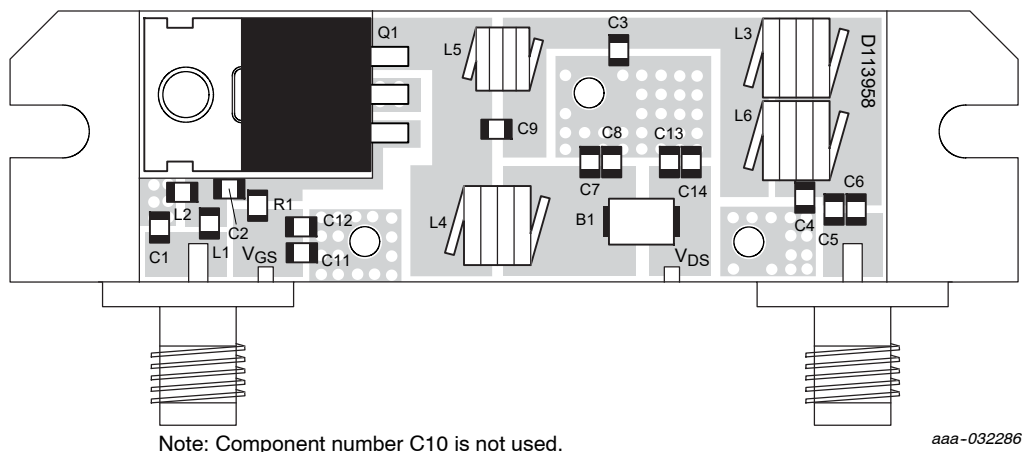 Q1
L5
C3
L3
D113958
L6
C9
C8
C13
C7
C14
L2
C2
R1
L4
B1
C4
C6
C5
C1
L1
VGS
C12
C11
VDS
Note: Component number C10 is not used.
aaa-032286